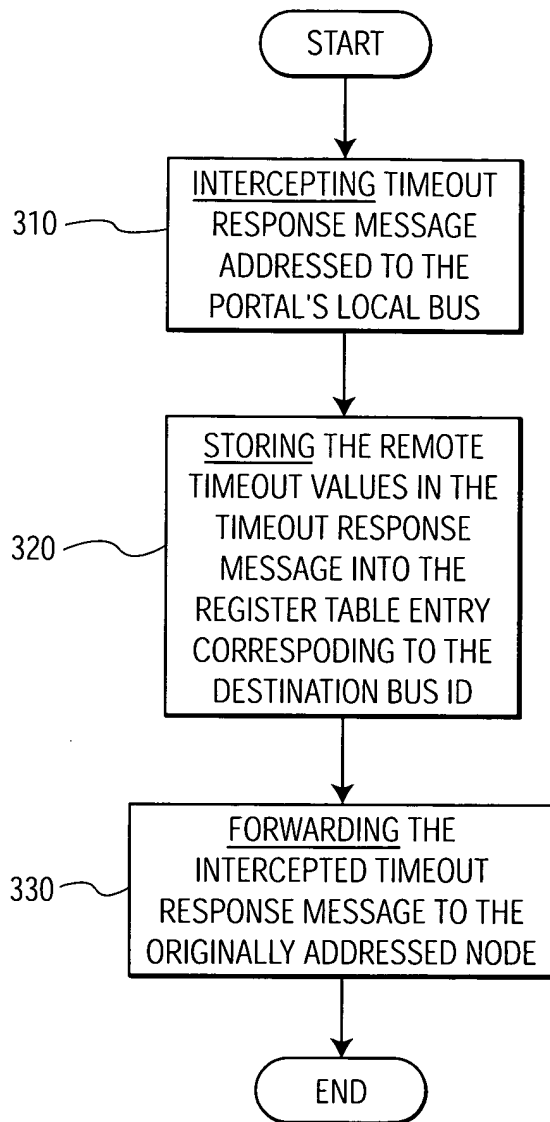 START
310
INTERCEPTING TIMEOUT
RESPONSE MESSAGE
ADDRESSED TO THE
PORTAL'S LOCAL BUS
320
STORING THE REMOTE
TIMEOUT VALUES IN THE
TIMEOUT RESPONSE
MESSAGE INTO THE
REGISTER TABLE ENTRY
CORRESPODING TO THE
DESTINATION BUS ID
330
FORWARDING THE
INTERCEPTED TIMEOUT
RESPONSE MESSAGE TO THE
ORIGINALLY ADDRESSED NODE
END